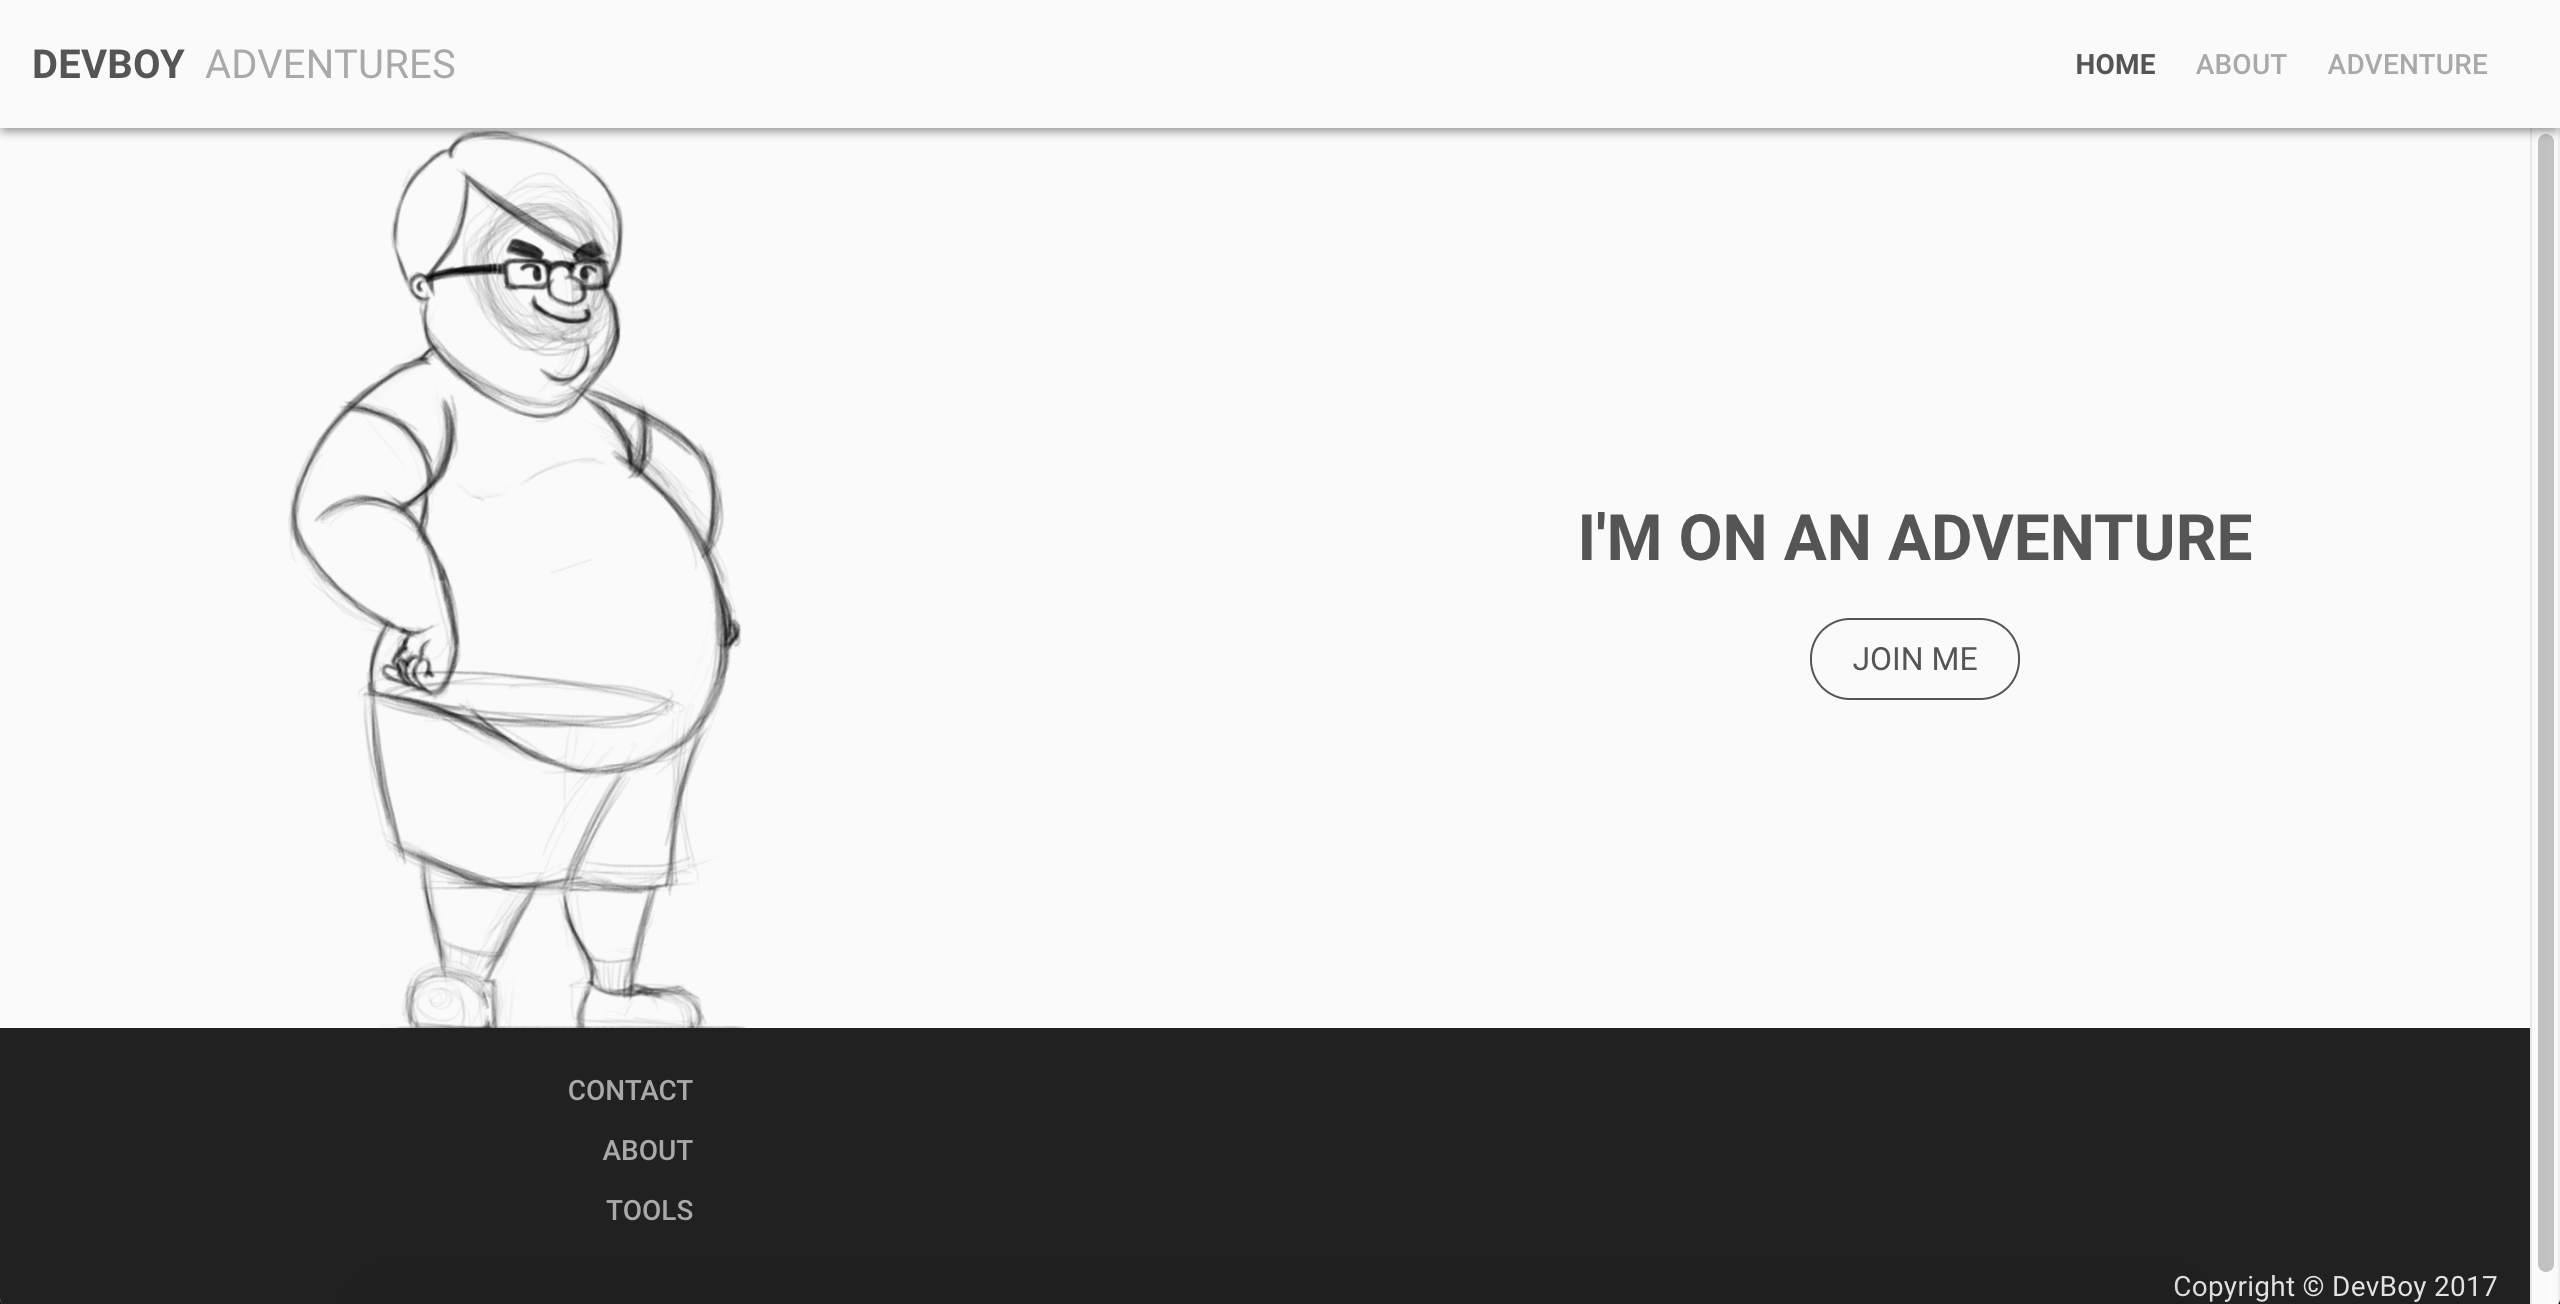 DEVBOY ADVENTURES
HOME ABOUT ADVENTURE
I'M ON AN ADVENTURE
JOIN ME
CONTACT
ABOUT
TOOLS
Copyright © DevBoy 2017